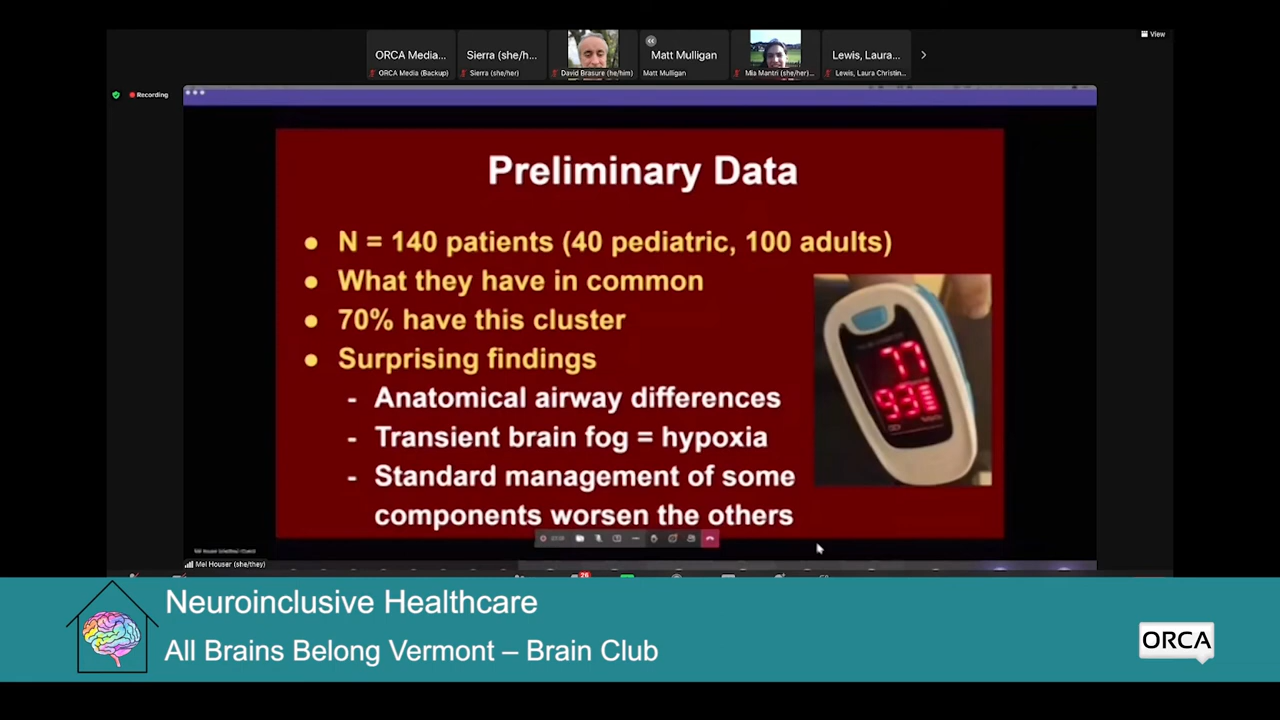 ORCA Media...
Sierra (she/h...
Matt Mulligan
Lewis, Laura...
View
ORCA Media (Backup)
Sierra (she/her)
David Brasure (he/him)
Matt Mulligan
Mia Mantri (she/her)...
Lewis, Laura Christin...
Recording
Preliminary Data
● N = 140 patients (40 pediatric, 100 adults)
● What they have in common
● 70% have this cluster
● Surprising findings
- Anatomical airway differences
- Transient brain fog = hypoxia
- Standard management of some
components worsen the others
77
93
Mel Houser (she/they)
26
Neuroinclusive Healthcare
All Brains Belong Vermont – Brain Club
ORCA